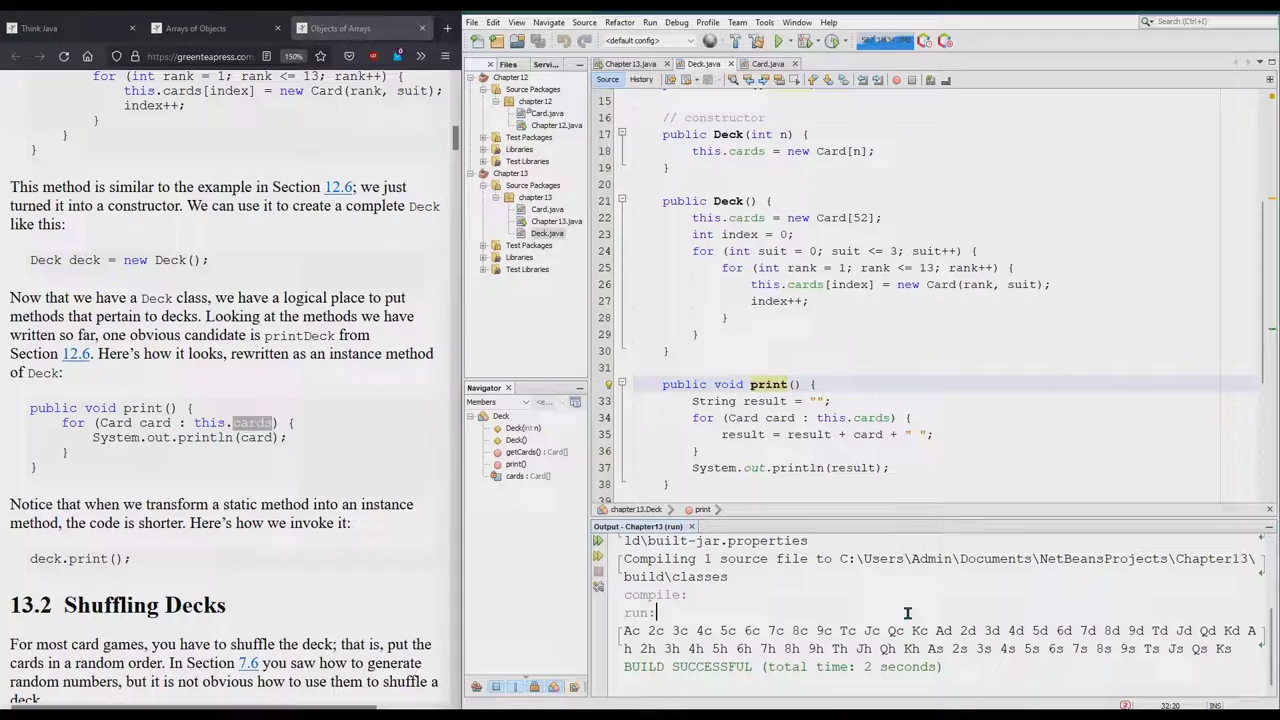 Think Java
Arrays of Objects
Objects of Arrays
https://greenteapress.com
150%
for (int rank = 1; rank <= 13; rank++) {
this.cards[index] = new Card(rank, suit);
index++;
}
}
}
This method is similar to the example in Section 12.6; we just
turned it into a constructor. We can use it to create a complete Deck
like this:
Deck deck = new Deck();
Now that we have a Deck class, we have a logical place to put
methods that pertain to decks. Looking at the methods we have
written so far, one obvious candidate is printDeck from
Section 12.6. Here’s how it looks, rewritten as an instance method
of Deck:
public void print() {
for (Card card : this.cards) {
System.out.println(card);
}
}
Notice that when we transform a static method into an instance
method, the code is shorter. Here’s how we invoke it:
deck.print();
13.2 Shuffling Decks
For most card games, you have to shuffle the deck; that is, put the
cards in a random order. In Section 7.6 you saw how to generate
random numbers, but it is not obvious how to use them to shuffle a
deck.
File Edit View Navigate Source Refactor Run Debug Profile Team Tools Window Help
Search (Ctrl+I)
<default config>
Files
Servi...
Chapter12
Source Packages
chapter12
Card.java
Chapter12.java
Test Packages
Libraries
Test Libraries
Chapter13
Source Packages
chapter13
Card.java
Chapter13.java
Deck.java
Test Packages
Libraries
Test Libraries
Navigator
Members
<e...
Deck
Deck(int n)
Deck()
getCards() : Card[]
print()
cards : Card[]
Chapter13.java
Deck.java
Card.java
Source History
15
16 // constructor
17 public Deck(int n) {
18 this.cards = new Card[n];
19 }
20
21 public Deck() {
22 this.cards = new Card[52];
23 int index = 0;
24 for (int suit = 0; suit <= 3; suit++) {
25 for (int rank = 1; rank <= 13; rank++) {
26 this.cards[index] = new Card(rank, suit);
27 index++;
28 }
29 }
30 }
31
public void print() {
33 String result = "";
34 for (Card card : this.cards) {
35 result = result + card + " ";
36 }
37 System.out.println(result);
38 }
39
chapter13.Deck
print
Output - Chapter13 (run)
ld\built-jar.properties
Compiling 1 source file to C:\Users\Admin\Documents\NetBeansProjects\Chapter13\
build\classes
compile:
run:
Ac 2c 3c 4c 5c 6c 7c 8c 9c Tc Jc Qc Kc Ad 2d 3d 4d 5d 6d 7d 8d 9d Td Jd Qd Kd A
h 2h 3h 4h 5h 6h 7h 8h 9h Th Jh Qh Kh As 2s 3s 4s 5s 6s 7s 8s 9s Ts Js Qs Ks
BUILD SUCCESSFUL (total time: 2 seconds)
32:20
INS